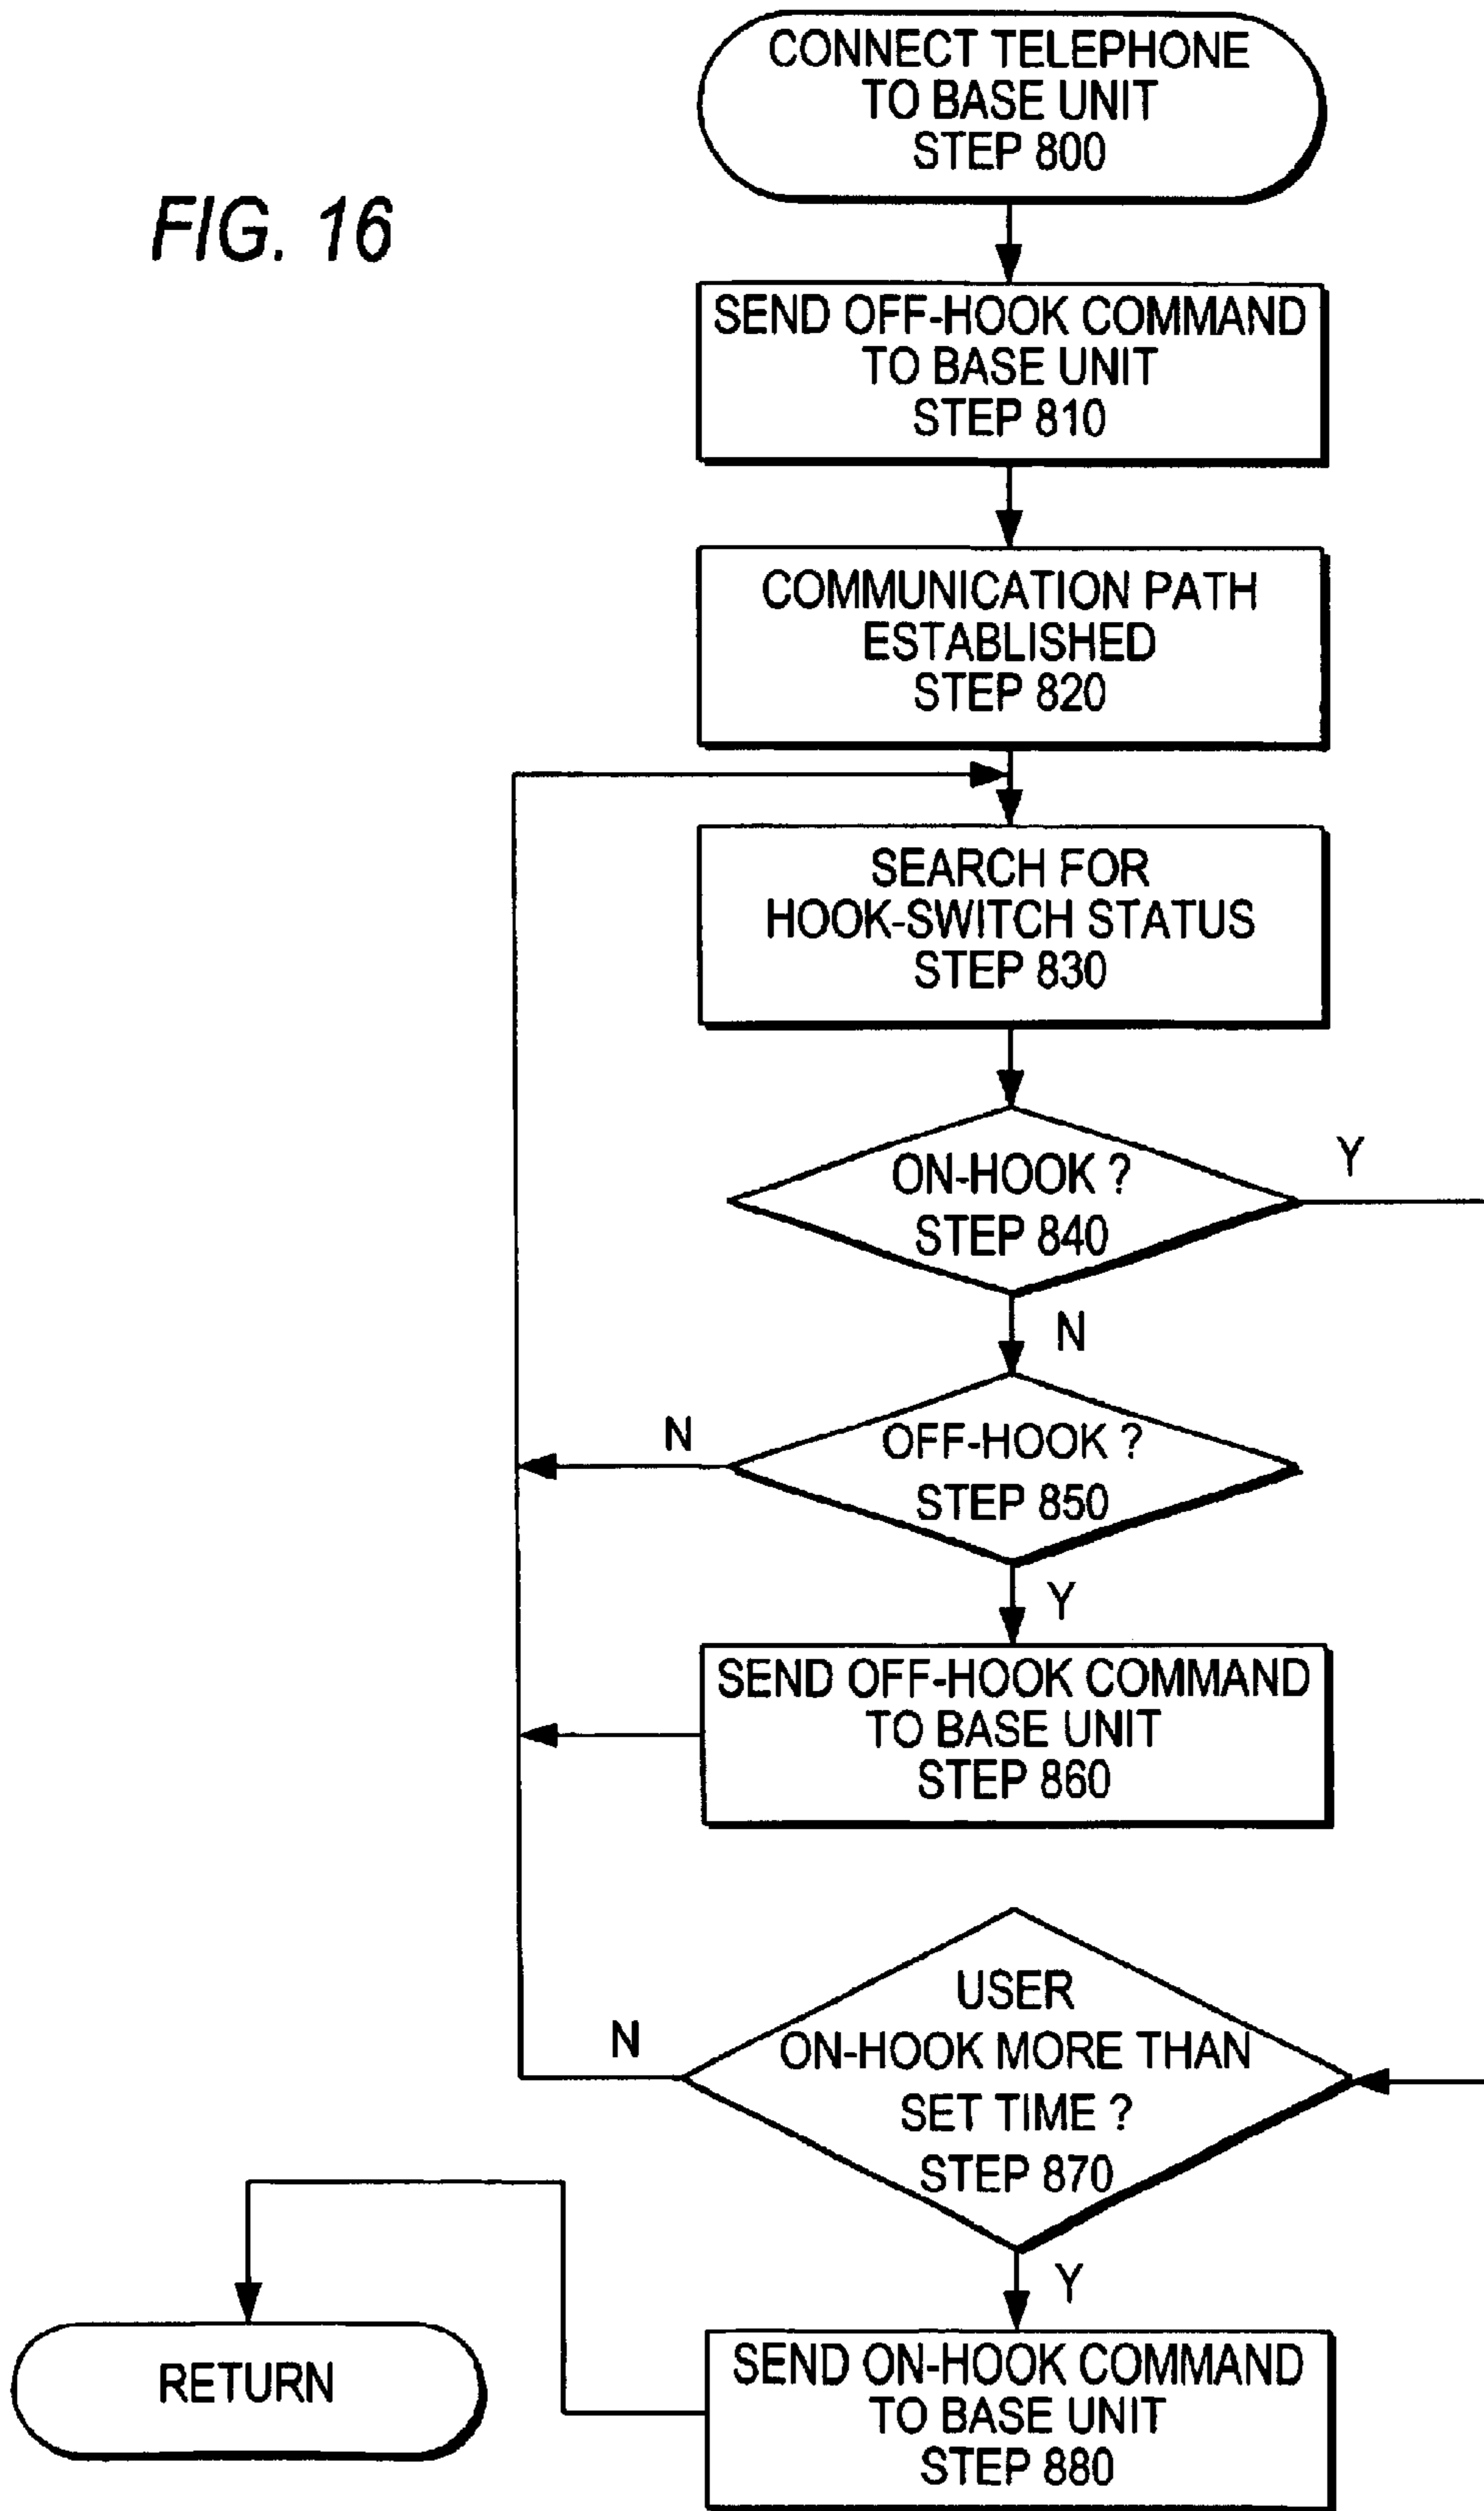 FIG. 16
CONNECT TELEPHONE
TO BASE UNIT
STEP 800
SEND OFF-HOOK COMMAND
TO BASE UNIT
STEP 810
COMMUNICATION PATH
ESTABLISHED
STEP 820
SEARCH FOR
HOOK-SWITCH STATUS
STEP 830
ON-HOOK ?
STEP 840
Y
N
OFF-HOOK ?
STEP 850
N
Y
SEND OFF-HOOK COMMAND
TO BASE UNIT
STEP 860
USER
ON-HOOK MORE THAN
SET TIME ?
STEP 870
N
Y
SEND ON-HOOK COMMAND
TO BASE UNIT
STEP 880
RETURN